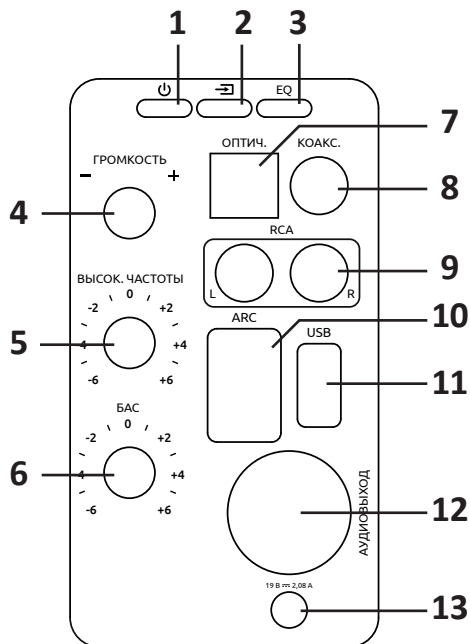 1 2 3
EQ
ОПТИЧ. КОАКС.
7
ГРОМКОСТЬ
− +
8
4
RCA
L R
9
ВЫСОК. ЧАСТОТЫ
0
-2 +2
-4 +4
-6 +6
5
ARC
10
USB
11
БАС
0
-2 +2
-4 +4
-6 +6
6
АУДИОВЫХОД
12
19 В ⎓ 2,08 А
13